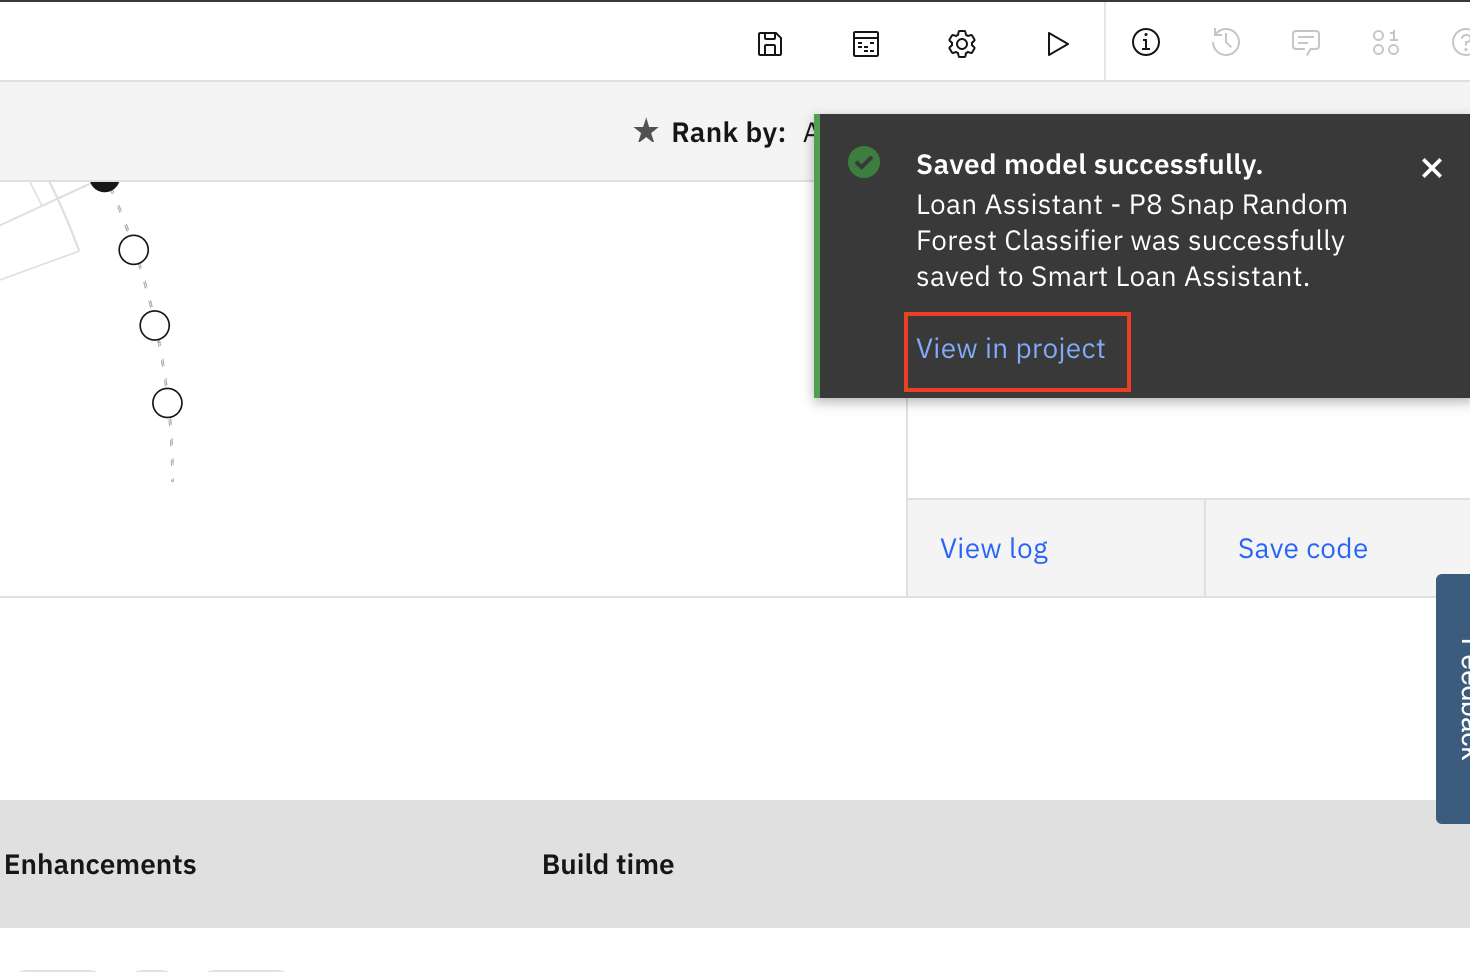 Rank by:
Saved model successfully.
Loan Assistant - P8 Snap Random
Forest Classifier was successfully
saved to Smart Loan Assistant.
View in project
View log
Save code
Feedback
Enhancements
Build time